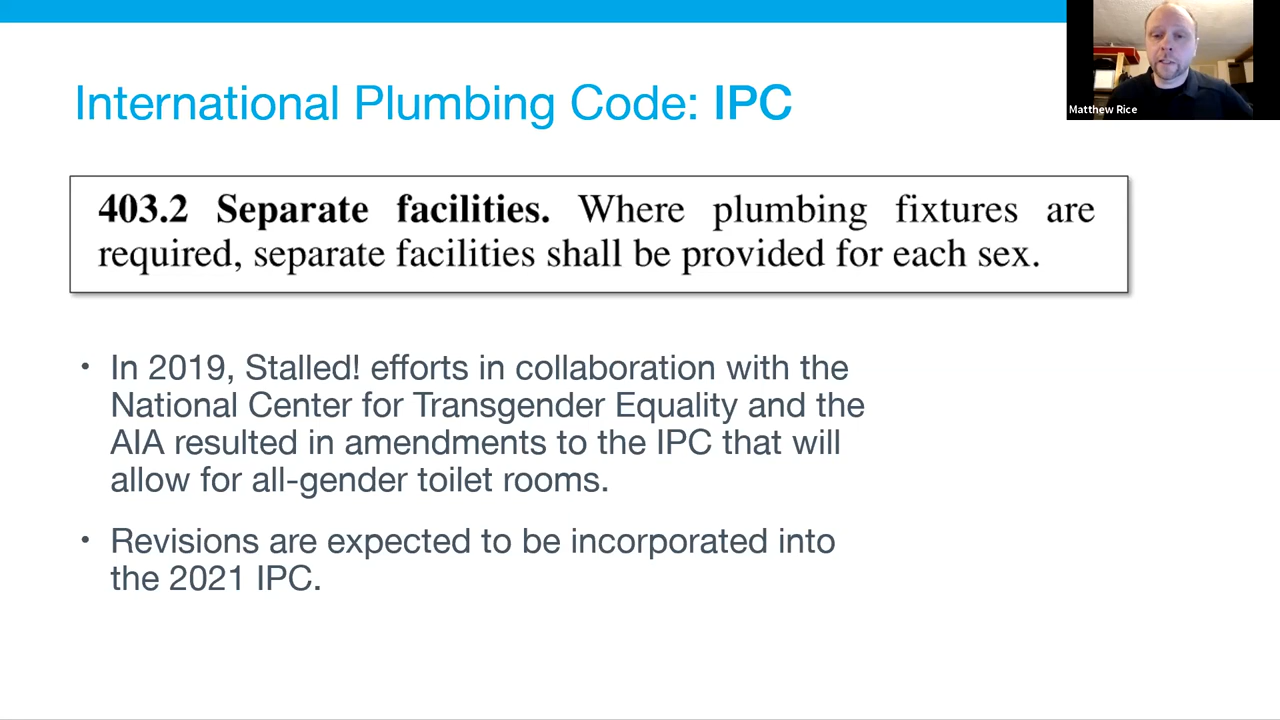 Matthew Rice
International Plumbing Code: IPC
403.2 Separate facilities. Where plumbing fixtures are
required, separate facilities shall be provided for each sex.
• In 2019, Stalled! efforts in collaboration with the
National Center for Transgender Equality and the
AIA resulted in amendments to the IPC that will
allow for all-gender toilet rooms.
• Revisions are expected to be incorporated into
the 2021 IPC.